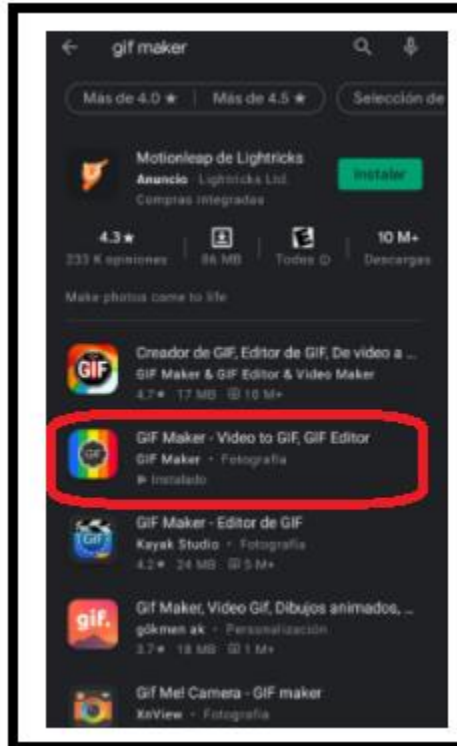 gif maker
Más de 4.0 ★ | Más de 4.5 ★
Selección de
Motionleap de Lightricks
Anuncio · Lightricks Ltd.
Compras integradas
Instalar
4.3 ★
233 K opiniones
86 MB
E
Todos
10 M+
Descargas
Make photos come to life
GIF
Creador de GIF, Editor de GIF, De video a ...
GIF Maker & GIF Editor & Video Maker
4.7 ★ 17 MB 10 M+
GIF
GIF Maker - Video to GIF, GIF Editor
GIF Maker · Fotografía
Instalado
GIF
GIF Maker - Editor de GIF
Kayak Studio · Fotografía
4.2 ★ 24 MB 5 M+
gif.
Gif Maker, Video Gif, Dibujos animados, ...
gökmen ak · Personalización
3.7 ★ 18 MB 1 M+
Gif Me! Camera - GIF maker
XnView · Fotografía